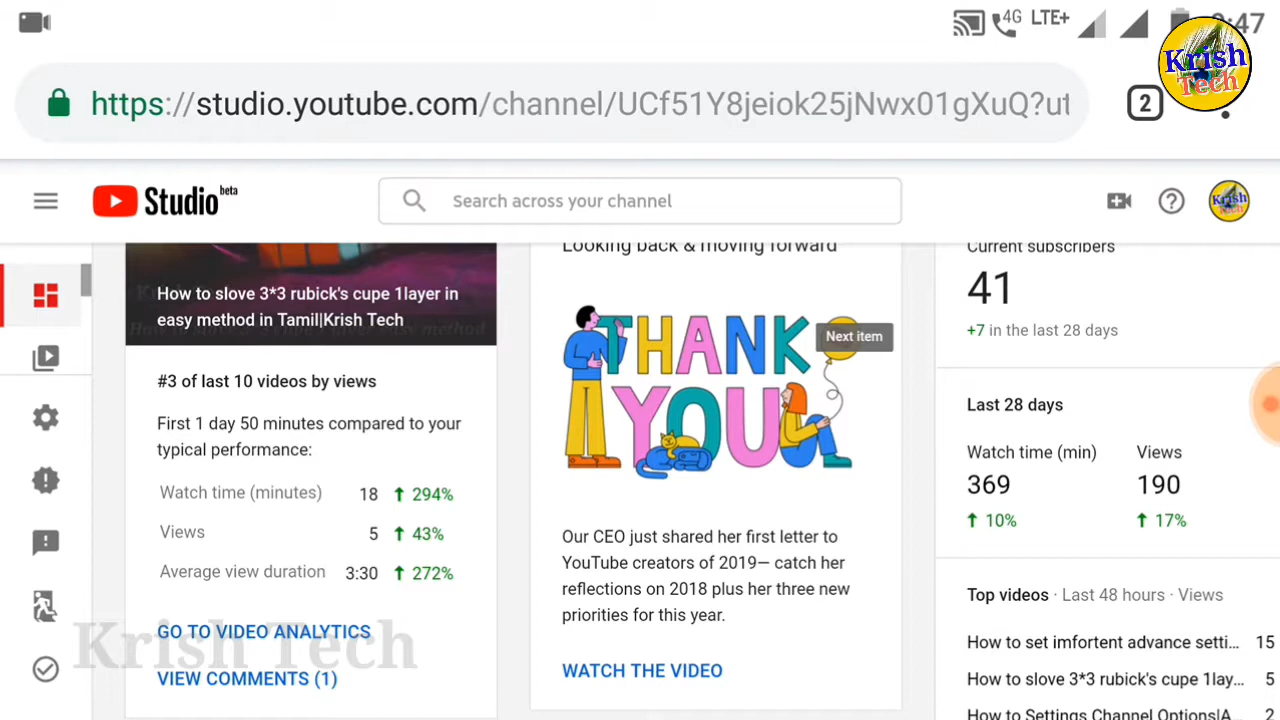 4G LTE+
https://studio.youtube.com/channel/UCf51Y8jeiok25jNwx01gXuQ?ut
2
Krish
Tech
Studio beta
Search across your channel
How to slove 3*3 rubick's cupe 1layer in
easy method in Tamil|Krish Tech
#3 of last 10 videos by views
First 1 day 50 minutes compared to your
typical performance:
Watch time (minutes) 18 294%
Views 5 43%
Average view duration 3:30 272%
GO TO VIDEO ANALYTICS
VIEW COMMENTS (1)
Krish Tech
Looking back & moving forward
THANK
YOU
Next item
Our CEO just shared her first letter to
YouTube creators of 2019— catch her
reflections on 2018 plus her three new
priorities for this year.
WATCH THE VIDEO
Current subscribers
41
+7 in the last 28 days
Last 28 days
Watch time (min) Views
369 190
10% 17%
Top videos · Last 48 hours · Views
How to set imfortent advance setti... 15
How to slove 3*3 rubick's cupe 1lay... 5
How to Settings Channel Options|A... 2